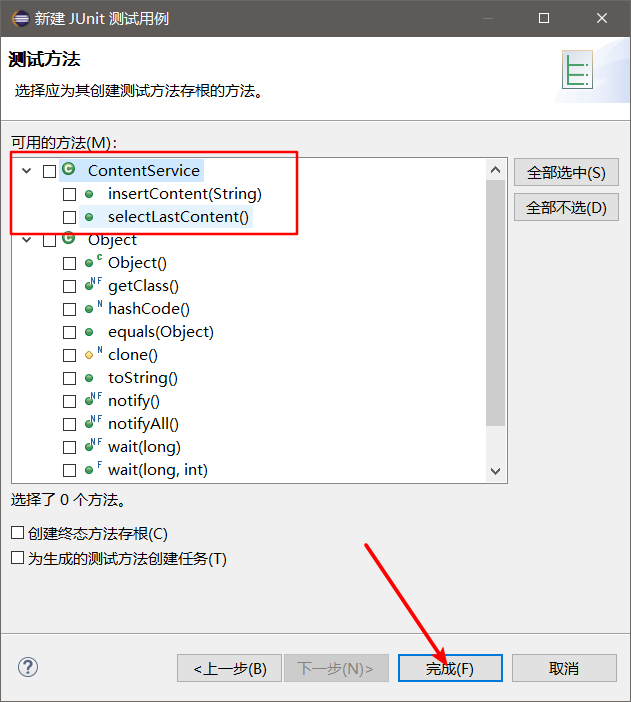 新建 JUnit 测试用例
测试方法
选择应为其创建测试方法存根的方法。
可用的方法(M)：
ContentService
insertContent(String)
selectLastContent()
Object
Object()
getClass()
hashCode()
equals(Object)
clone()
toString()
notify()
notifyAll()
wait(long)
wait(long, int)
全部选中(S)
全部不选(D)
选择了 0 个方法。
创建终态方法存根(C)
为生成的测试方法创建任务(T)
<上一步(B)
下一步(N)>
完成(F)
取消